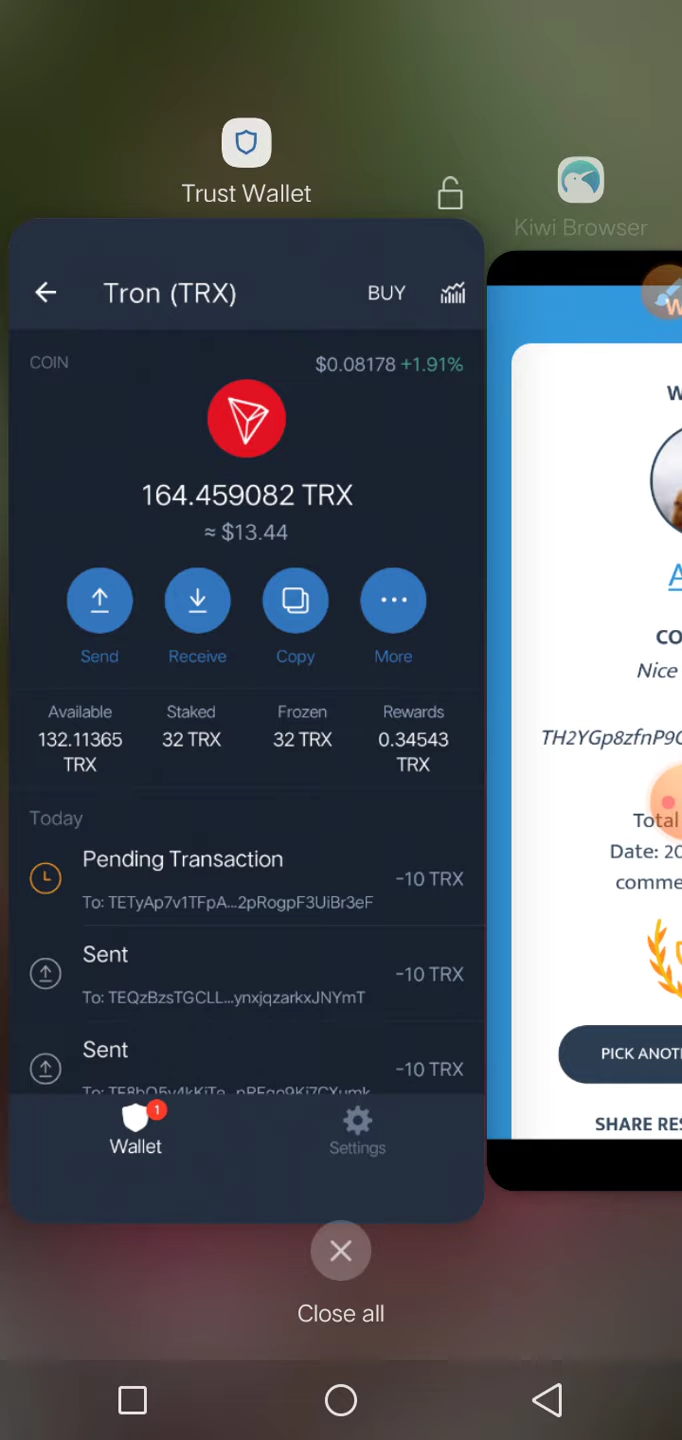 Trust Wallet
Kiwi Browser
Tron (TRX)
BUY
COIN
$0.08178 +1.91%
164.459082 TRX
≈ $13.44
Send
Receive
Copy
More
Available
Staked
Frozen
Rewards
132.11365 TRX
32 TRX
32 TRX
0.34543 TRX
Today
Pending Transaction
-10 TRX
To: TETyAp7v1TFpA...2pRogpF3UiBr3eF
Sent
-10 TRX
To: TEQzBzsTGCLL...ynxjqzarkxJNYmT
Sent
-10 TRX
1
Wallet
Settings
W
A
CO
Nice
TH2YGp8zfnP9
Total
Date: 20
comme
PICK ANOT
SHARE RES
Close all